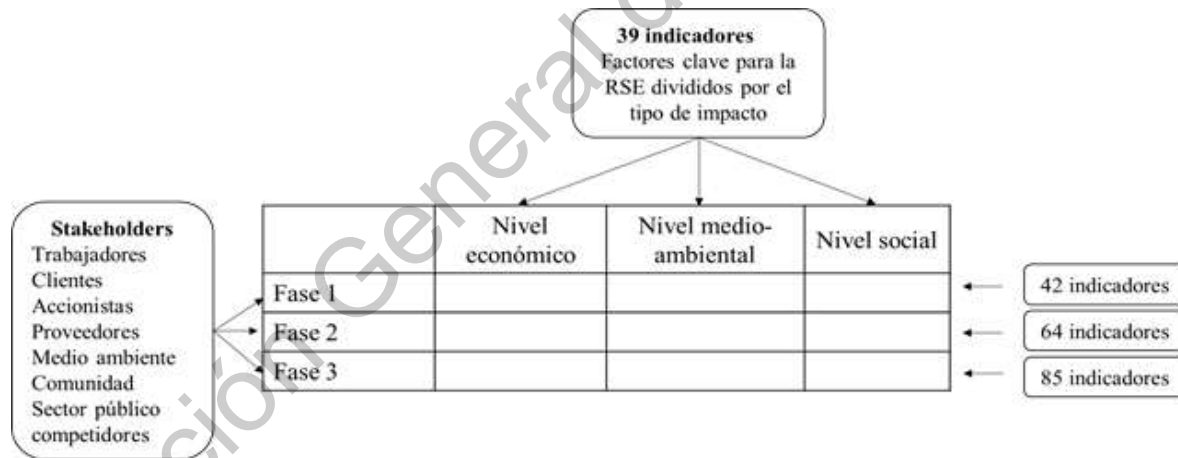 39 indicadores
Factores clave para la
RSE divididos por el
tipo de impacto
Stakeholders
Trabajadores
Clientes
Accionistas
Proveedores
Medio ambiente
Comunidad
Sector público
competidores
Nivel
económico
Nivel medio-
ambiental
Nivel social
Fase 1
Fase 2
Fase 3
42 indicadores
64 indicadores
85 indicadores
General